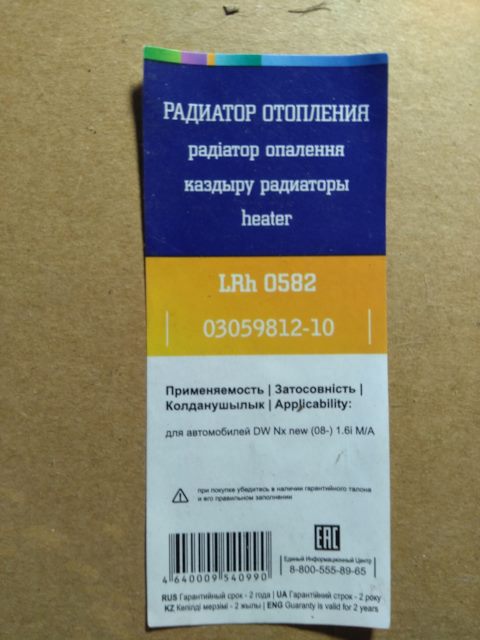 РАДИАТОР ОТОПЛЕНИЯ
радіатор опалення
каздыру радиаторы
heater
LRh 0582
03059812-10
Применяемость | Затосовність |
Колданушылык | Applicability:
для автомобилей DW Nx new (08-) 1.6i M/A
при покупке убедитесь в наличии гарантийного талона
и его правильном заполнении
EAC
Единый Информационный Центр
8-800-555-89-65
4 640009 540990
RUS Гарантийный срок - 2 года | UA Гарантійний строк - 2 року
KZ Кепілді мерзімі - 2 жылы | ENG Guaranty is valid for 2 years